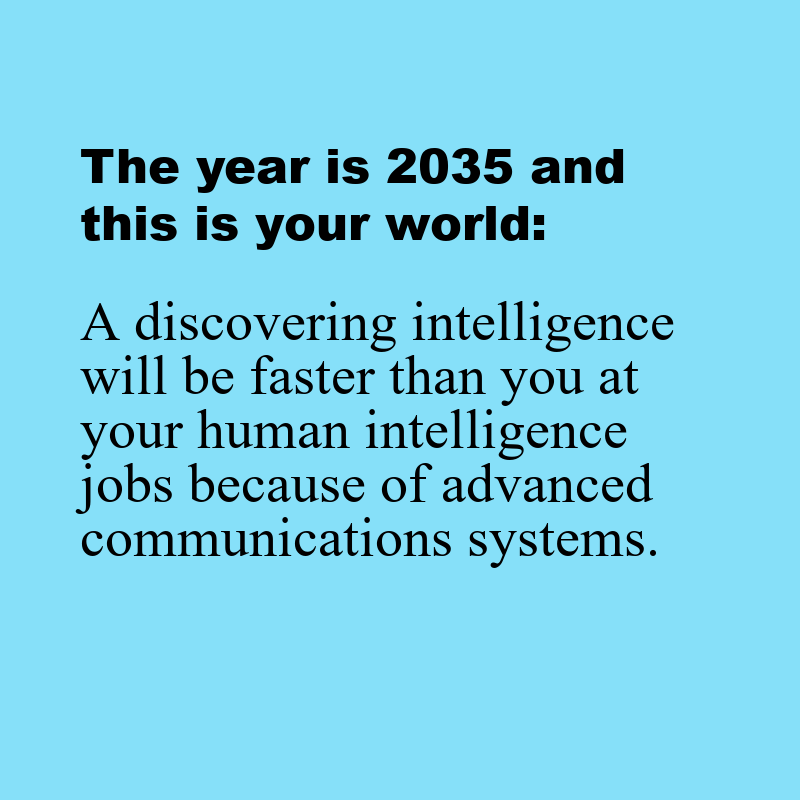 The year is 2035 and
this is your world:
A discovering intelligence
will be faster than you at
your human intelligence
jobs because of advanced
communications systems.